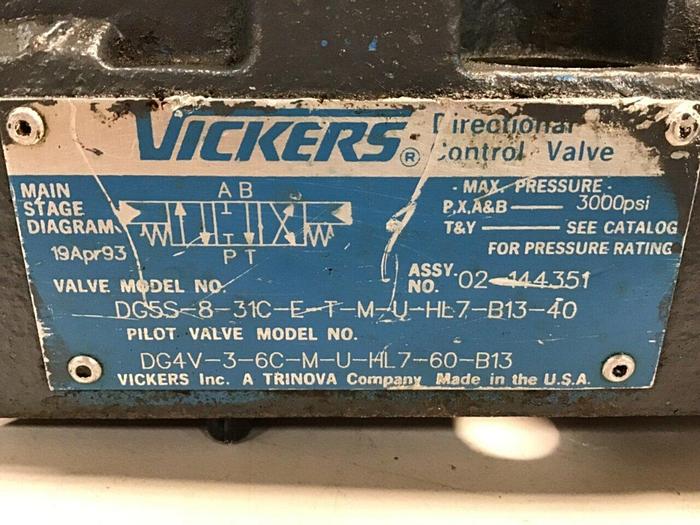 VICKERS ® Directional
Control Valve
MAIN
STAGE
DIAGRAM
19Apr93
A B
P T
- MAX. PRESSURE -
P,X,A&B — 3000psi
T&Y — SEE CATALOG
FOR PRESSURE RATING
VALVE MODEL NO.
ASSY.
NO. 02-144351
DG5S-8-31C-E-T-M-U-HL7-B13-40
PILOT VALVE MODEL NO.
DG4V-3-6C-M-U-HL7-60-B13
VICKERS Inc. A TRINOVA Company Made in the U.S.A.